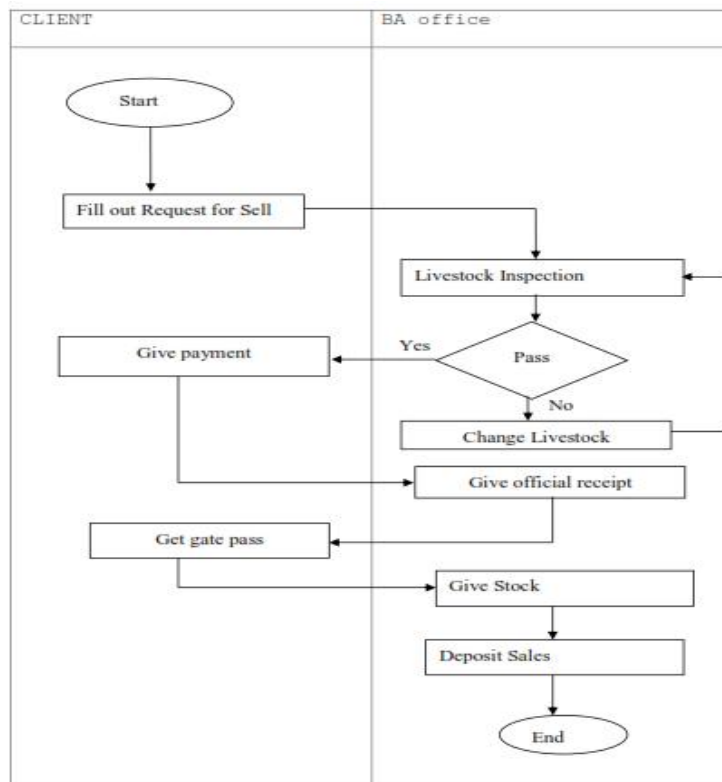 CLIENT
BA office
Start
Fill out Request for Sell
Livestock Inspection
Give payment
Yes
Pass
No
Change Livestock
Give official receipt
Get gate pass
Give Stock
Deposit Sales
End